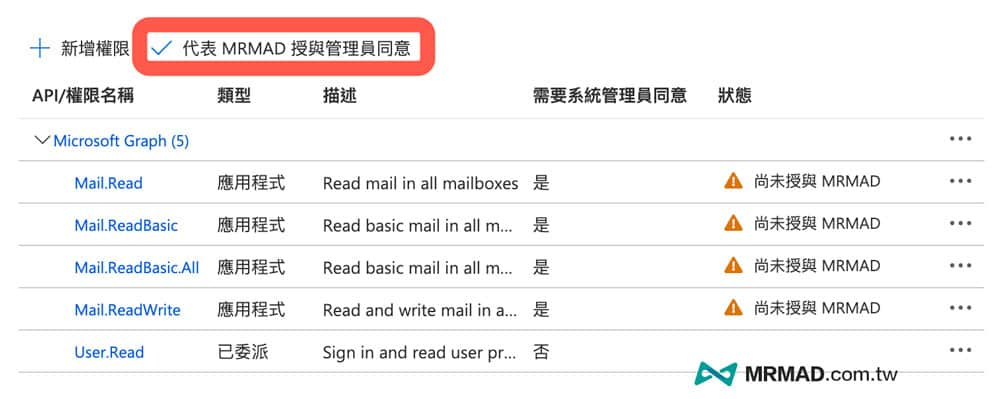 新增權限 代表 MRMAD 授與管理員同意
API/權限名稱 類型 描述 需要系統管理員同意 狀態
Microsoft Graph (5) •••
Mail.Read 應用程式 Read mail in all mailboxes 是 尚未授與 MRMAD •••
Mail.ReadBasic 應用程式 Read basic mail in all m... 是 尚未授與 MRMAD •••
Mail.ReadBasic.All 應用程式 Read basic mail in all m... 是 尚未授與 MRMAD •••
Mail.ReadWrite 應用程式 Read and write mail in a... 是 尚未授與 MRMAD •••
User.Read 已委派 Sign in and read user pr... 否 •••
MRMAD.com.tw